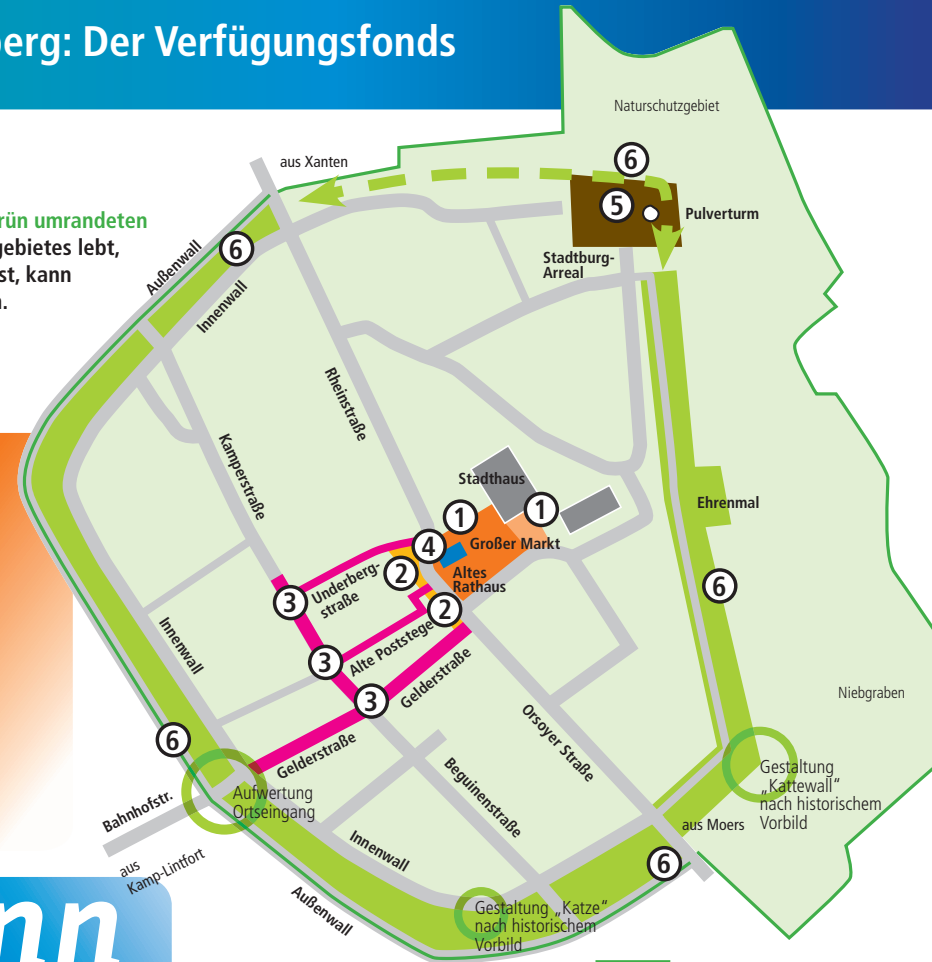 berg: Der Verfügungsfonds
rün umrandeten
gebietes lebt,
st, kann
Naturschutzgebiet
aus Xanten
6
5
Pulverturm
Stadtburg-
Arreal
6
Außenwall
Innenwall
Rheinstraße
Kamperstraße
Stadthaus
1
1
Großer Markt
Ehrenmal
4
2
Altes
Rathaus
Underberg-
straße
3
2
6
3
Alte Poststege
3
Gelderstraße
Innenwall
Gelderstraße
Orsoyer Straße
Niebgraben
6
Aufwertung
Ortseingang
Bahnhofstr.
aus
Kamp-Lintfort
Beguinenstraße
Innenwall
Außenwall
Gestaltung
„Kattewall“
nach historischem
Vorbild
aus Moers
6
Gestaltung „Katze“
nach historischem
Vorbild
nn